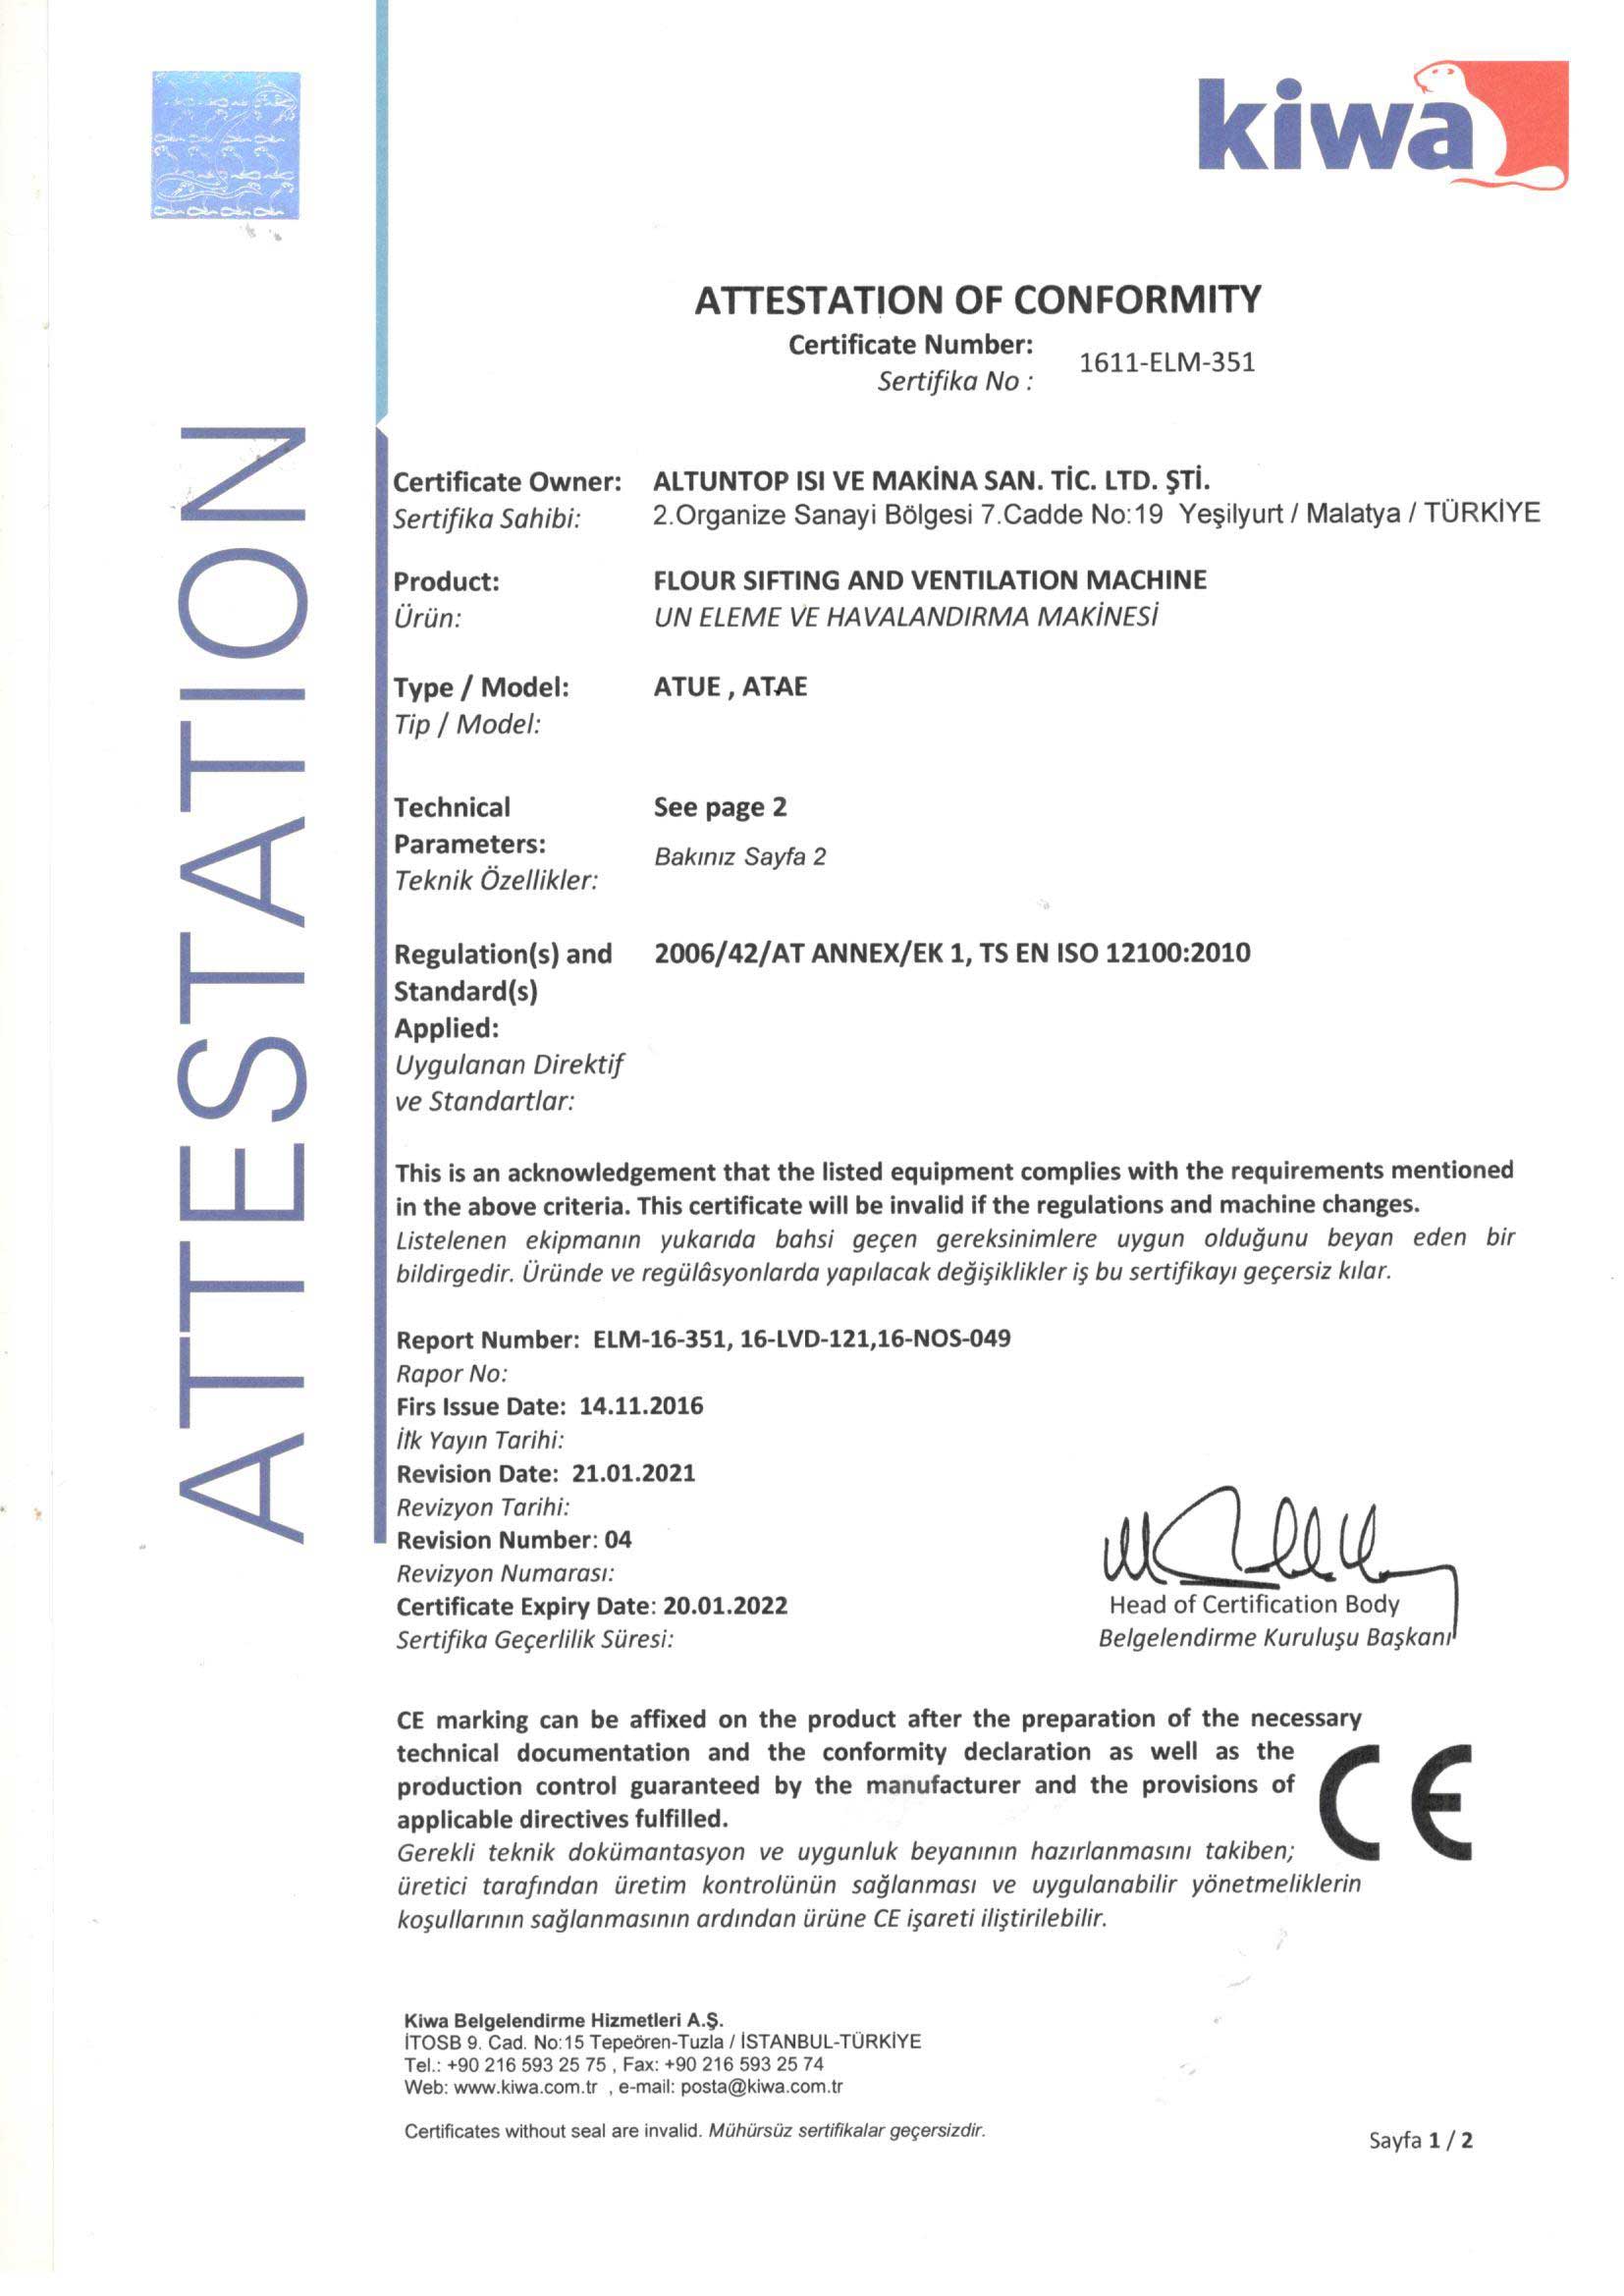 kiwa
ATTESTATION
ATTESTATION OF CONFORMITY
Certificate Number:
Sertifika No :
1611-ELM-351
Certificate Owner: ALTUNTOP ISI VE MAKİNA SAN. TİC. LTD. ŞTİ.
Sertifika Sahibi: 2.Organize Sanayi Bölgesi 7.Cadde No:19 Yeşilyurt / Malatya / TÜRKİYE
Product: FLOUR SIFTING AND VENTILATION MACHINE
Ürün: UN ELEME VE HAVALANDIRMA MAKİNESİ
Type / Model: ATUE , ATAE
Tip / Model:
Technical See page 2
Parameters:
Bakınız Sayfa 2
Teknik Özellikler:
Regulation(s) and 2006/42/AT ANNEX/EK 1, TS EN ISO 12100:2010
Standard(s)
Applied:
Uygulanan Direktif
ve Standartlar:
This is an acknowledgement that the listed equipment complies with the requirements mentioned
in the above criteria. This certificate will be invalid if the regulations and machine changes.
Listelenen ekipmanın yukarıda bahsi geçen gereksinimlere uygun olduğunu beyan eden bir
bildirgedir. Üründe ve regülâsyonlarda yapılacak değişiklikler iş bu sertifikayı geçersiz kılar.
Report Number: ELM-16-351, 16-LVD-121,16-NOS-049
Rapor No:
Firs Issue Date: 14.11.2016
İlk Yayın Tarihi:
Revision Date: 21.01.2021
Revizyon Tarihi:
Revision Number: 04
Revizyon Numarası:
Certificate Expiry Date: 20.01.2022
Sertifika Geçerlilik Süresi:
Head of Certification Body
Belgelendirme Kuruluşu Başkanı
CE marking can be affixed on the product after the preparation of the necessary
technical documentation and the conformity declaration as well as the
production control guaranteed by the manufacturer and the provisions of
applicable directives fulfilled.
CE
Gerekli teknik dokümantasyon ve uygunluk beyanının hazırlanmasını takiben;
üretici tarafından üretim kontrolünün sağlanması ve uygulanabilir yönetmeliklerin
koşullarının sağlanmasının ardından ürüne CE işareti iliştirilebilir.
Kiwa Belgelendirme Hizmetleri A.Ş.
İTOSB 9. Cad. No:15 Tepeören-Tuzla / İSTANBUL-TÜRKİYE
Tel.: +90 216 593 25 75 , Fax: +90 216 593 25 74
Web: www.kiwa.com.tr , e-mail: posta@kiwa.com.tr
Certificates without seal are invalid. Mühürsüz sertifikalar geçersizdir.
Sayfa 1 / 2